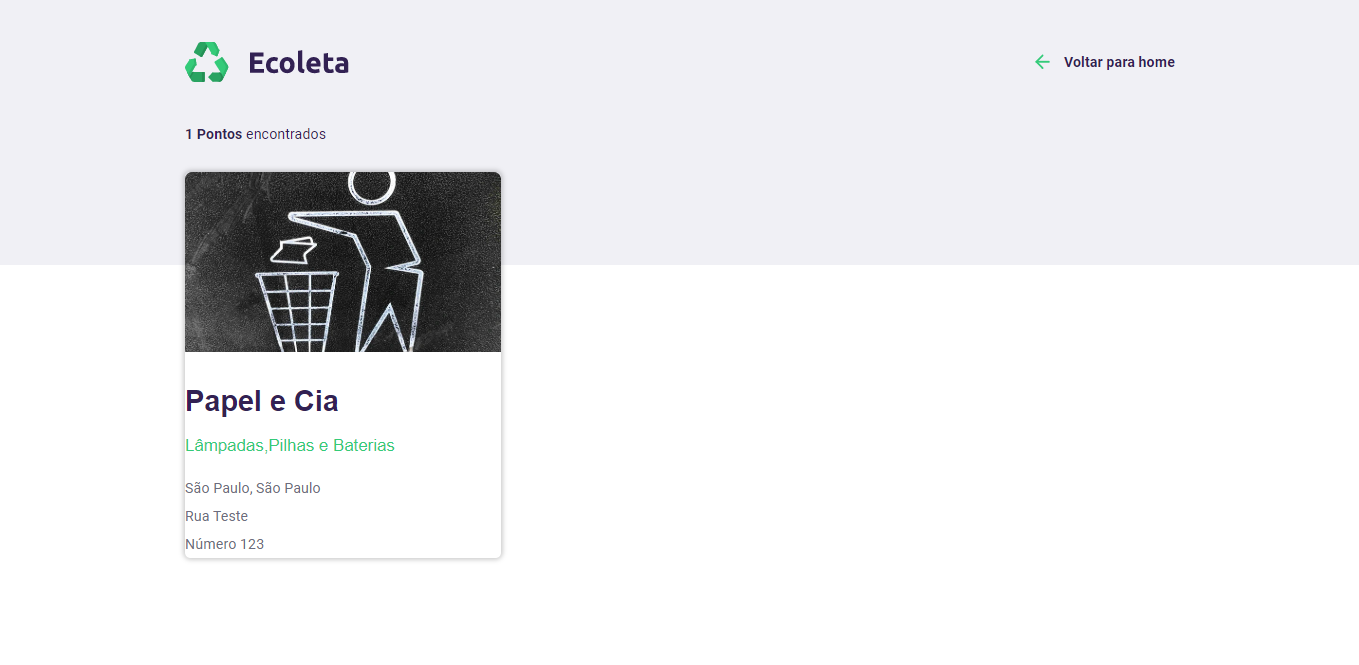 Ecoleta
Voltar para home
1 Pontos encontrados
Papel e Cia
Lâmpadas,Pilhas e Baterias
São Paulo, São Paulo
Rua Teste
Número 123